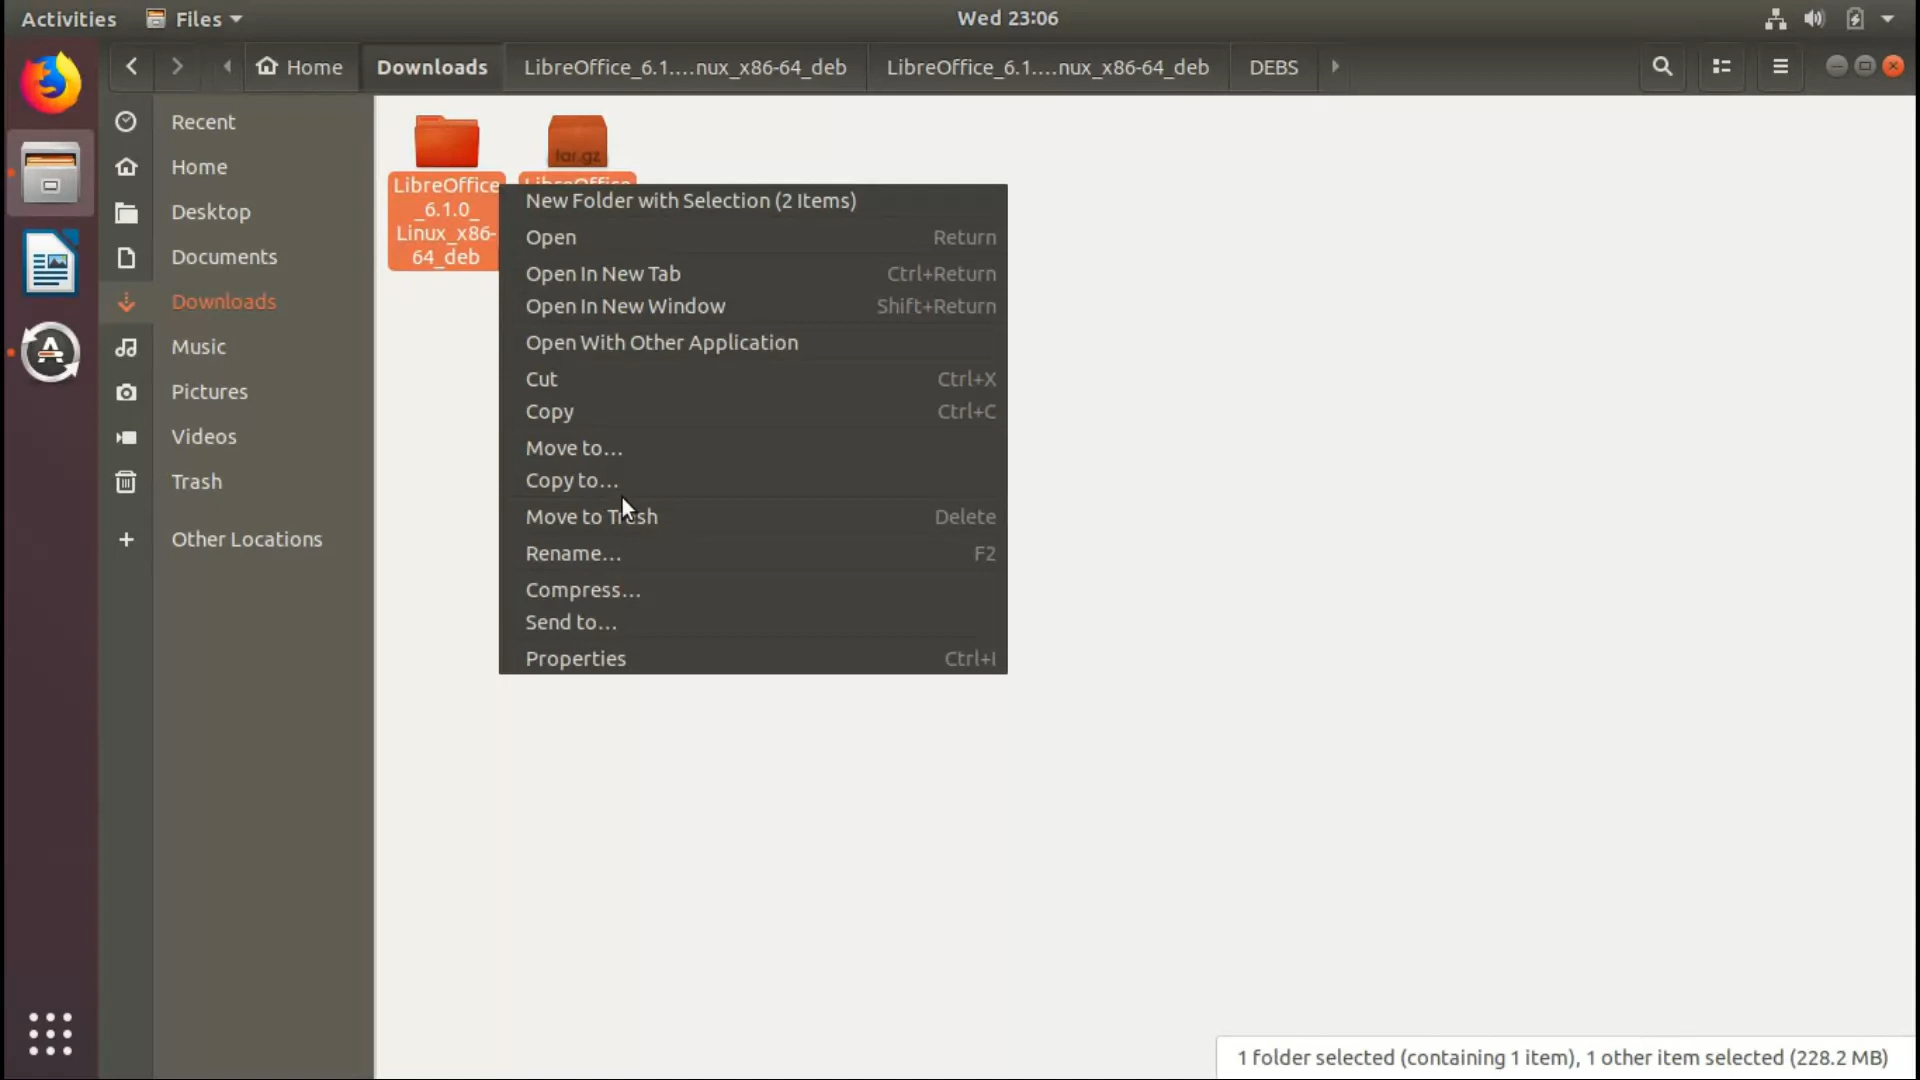 Activities
Files
Wed 23:06
Home
Downloads
LibreOffice_6.1....nux_x86-64_deb
LibreOffice_6.1....nux_x86-64_deb
DEBS
Recent
Home
Desktop
Documents
Downloads
Music
Pictures
Videos
Trash
Other Locations
LibreOffice
_6.1.0_
Linux_x86-
64_deb
tar.gz
LibreOffice
New Folder with Selection (2 Items)
Open Return
Open In New Tab Ctrl+Return
Open In New Window Shift+Return
Open With Other Application
Cut Ctrl+X
Copy Ctrl+C
Move to…
Copy to…
Move to Trash Delete
Rename… F2
Compress…
Send to…
Properties Ctrl+I
1 folder selected (containing 1 item), 1 other item selected (228.2 MB)